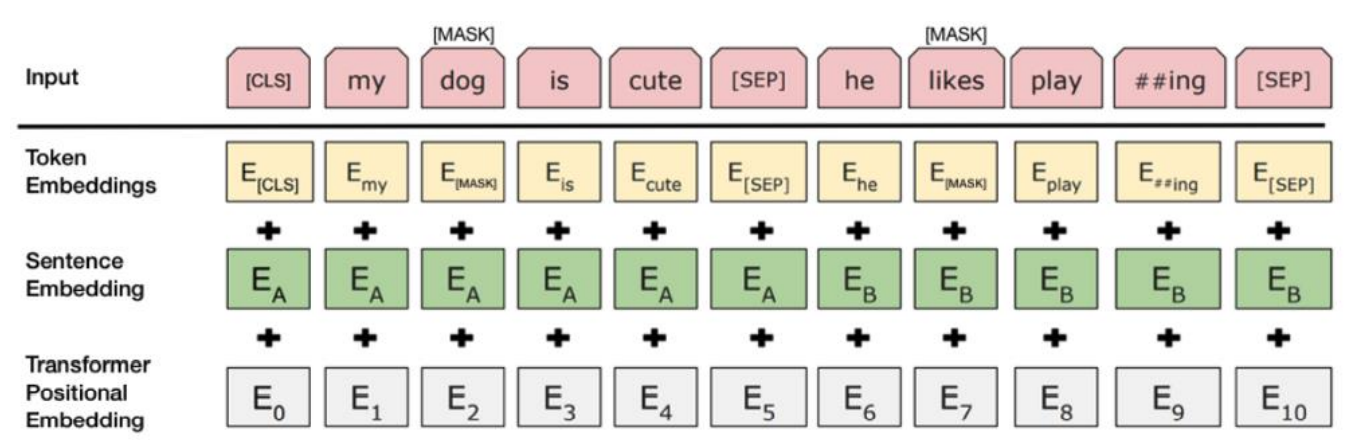 [MASK] [MASK]
Input [CLS] my dog is cute [SEP] he likes play ##ing [SEP]
Token
Embeddings
E[CLS] Emy E[MASK] Eis Ecute E[SEP] Ehe E[MASK] Eplay E##ing E[SEP]
+ + + + + + + + + + +
Sentence
Embedding
EA EA EA EA EA EA EB EB EB EB EB
+ + + + + + + + + + +
Transformer
Positional
Embedding
E0 E1 E2 E3 E4 E5 E6 E7 E8 E9 E10